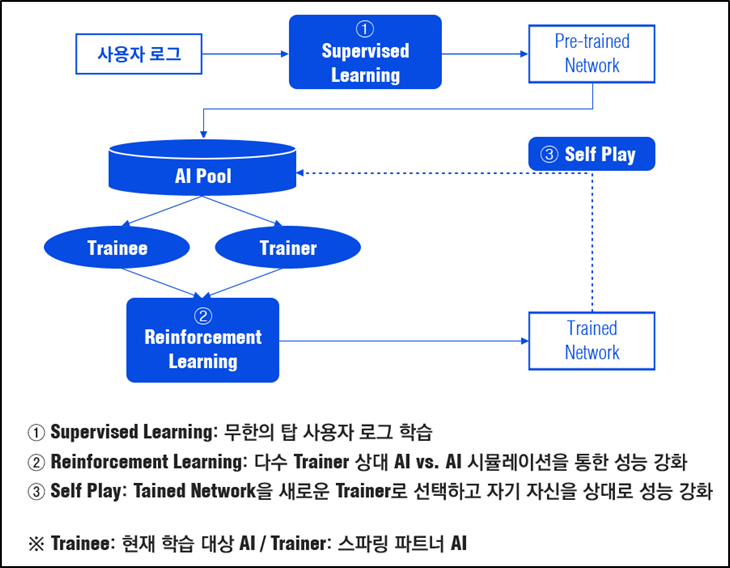 사용자 로그
①
Supervised
Learning
Pre-trained
Network
AI Pool
③ Self Play
Trainee
Trainer
②
Reinforcement
Learning
Trained
Network
① Supervised Learning: 무한의 탑 사용자 로그 학습
② Reinforcement Learning: 다수 Trainer 상대 AI vs. AI 시뮬레이션을 통한 성능 강화
③ Self Play: Tained Network을 새로운 Trainer로 선택하고 자기 자신을 상대로 성능 강화
※ Trainee: 현재 학습 대상 AI / Trainer: 스파링 파트너 AI